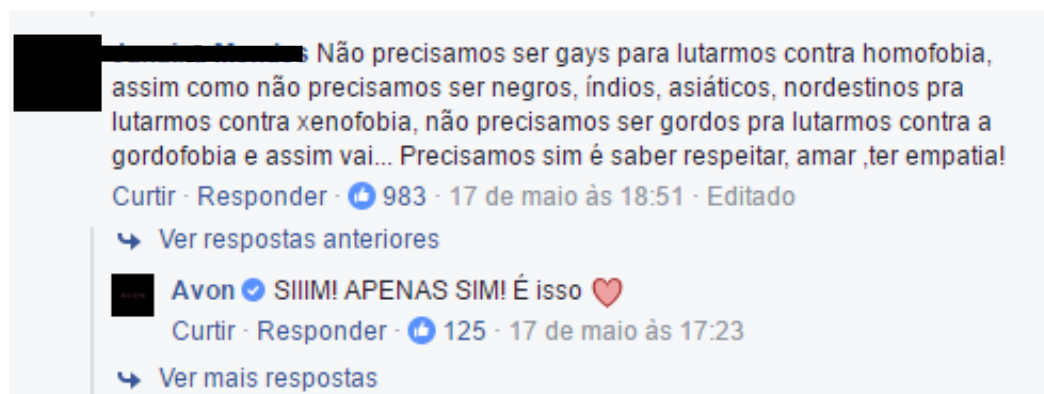 Não precisamos ser gays para lutarmos contra homofobia,
assim como não precisamos ser negros, índios, asiáticos, nordestinos pra
lutarmos contra xenofobia, não precisamos ser gordos pra lutarmos contra a
gordofobia e assim vai... Precisamos sim é saber respeitar, amar ,ter empatia!
Curtir · Responder · 983 · 17 de maio às 18:51 · Editado
Ver respostas anteriores
Avon SIIIM! APENAS SIM! É isso
Curtir · Responder · 125 · 17 de maio às 17:23
Ver mais respostas